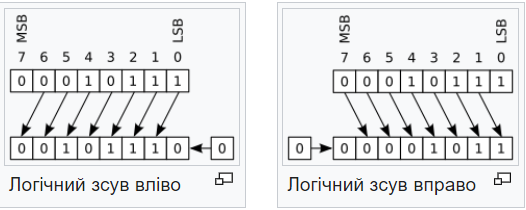 MSB LSB
7 6 5 4 3 2 1 0
0 0 0 1 0 1 1 1
0 0 1 0 1 1 1 0 0
Логічний зсув вліво
MSB LSB
7 6 5 4 3 2 1 0
0 0 0 1 0 1 1 1
0 0 0 0 0 1 0 1 1
Логічний зсув вправо